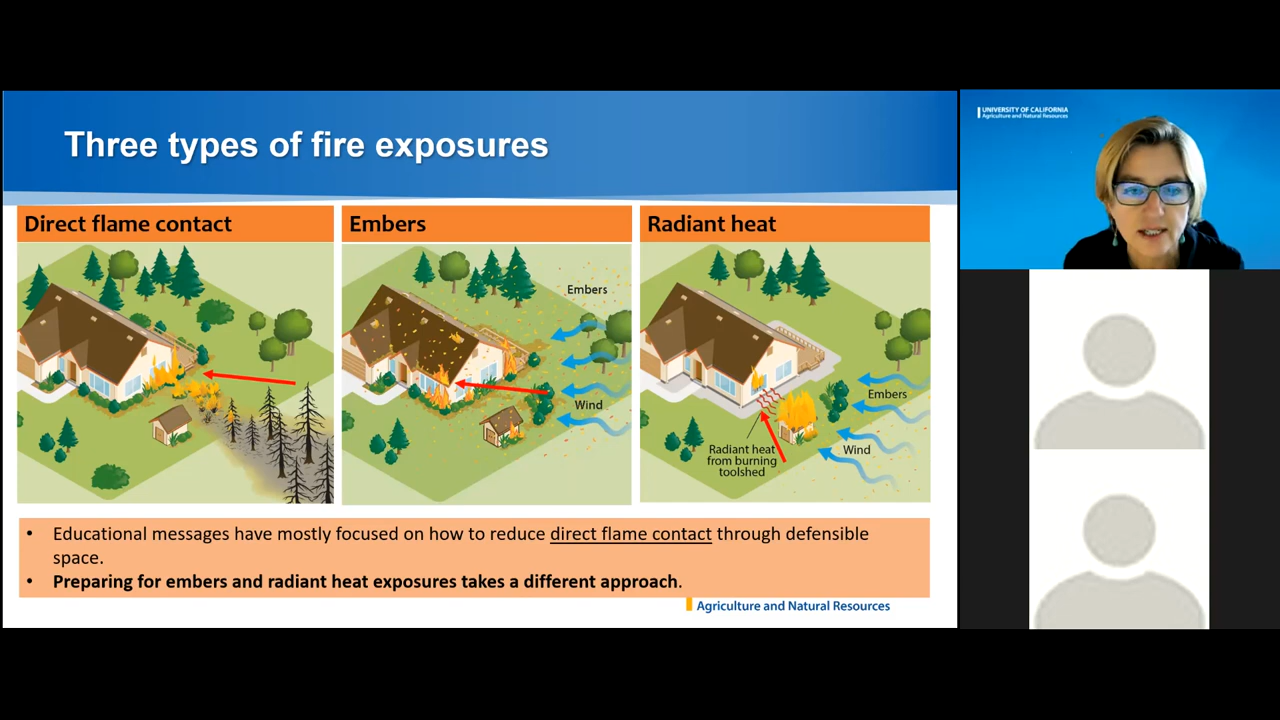 Three types of fire exposures
Direct flame contact
Embers
Radiant heat
Embers
Wind
Embers
Wind
Radiant heat
from burning
toolshed
• Educational messages have mostly focused on how to reduce direct flame contact through defensible
space.
• Preparing for embers and radiant heat exposures takes a different approach.
Agriculture and Natural Resources
UNIVERSITY OF CALIFORNIA
Agriculture and Natural Resources